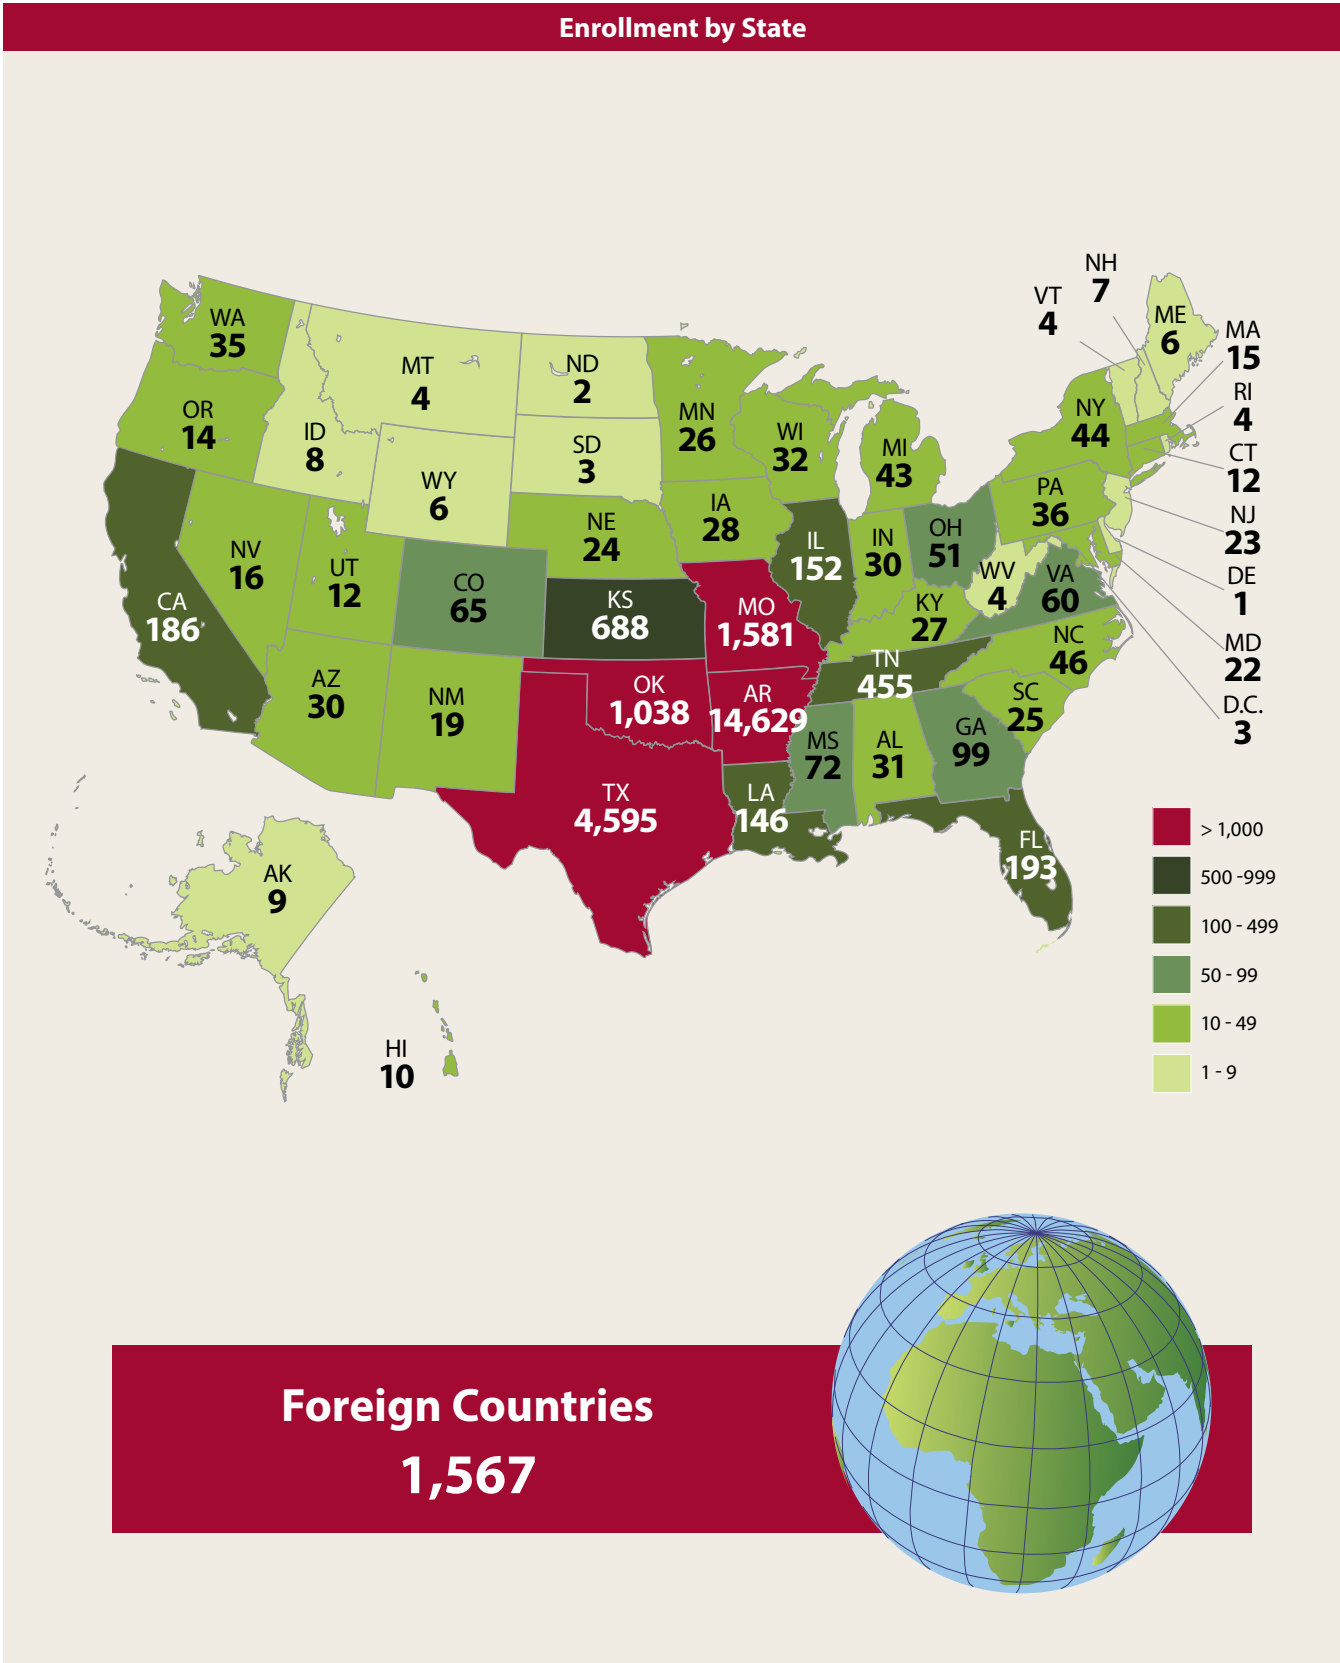 Enrollment by State
NH
7
VT
4
ME
6
MA
15
RI
4
CT
12
NJ
23
DE
1
MD
22
D.C.
3
WA
35
MT
4
ND
2
MN
26
OR
14
ID
8
SD
3
WI
32
MI
43
NY
44
WY
6
NE
24
IA
28
PA
36
NV
16
UT
12
CO
65
KS
688
MO
1,581
IL
152
IN
30
OH
51
WV
4
VA
60
CA
186
KY
27
NC
46
TN
455
AZ
30
NM
19
OK
1,038
AR
14,629
SC
25
MS
72
AL
31
GA
99
TX
4,595
LA
146
FL
193
AK
9
HI
10
> 1,000
500 -999
100 - 499
50 - 99
10 - 49
1 - 9
Foreign Countries
1,567